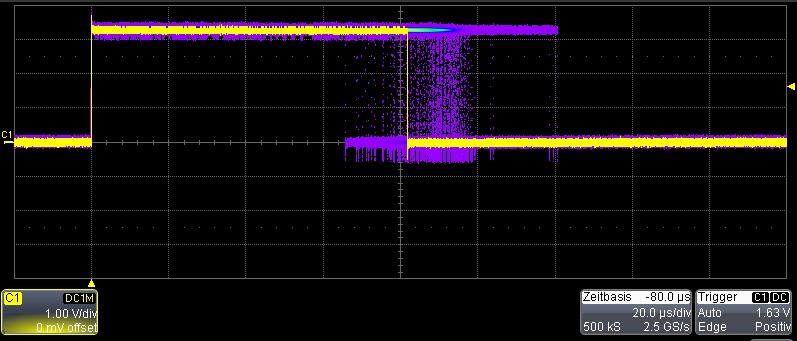 C1
C1 DC1M
1.00 V/div
0 mV offset
Zeitbasis -80.0 µs
20.0 µs/div
500 kS 2.5 GS/s
Trigger C1 DC
Auto 1.63 V
Edge Positiv